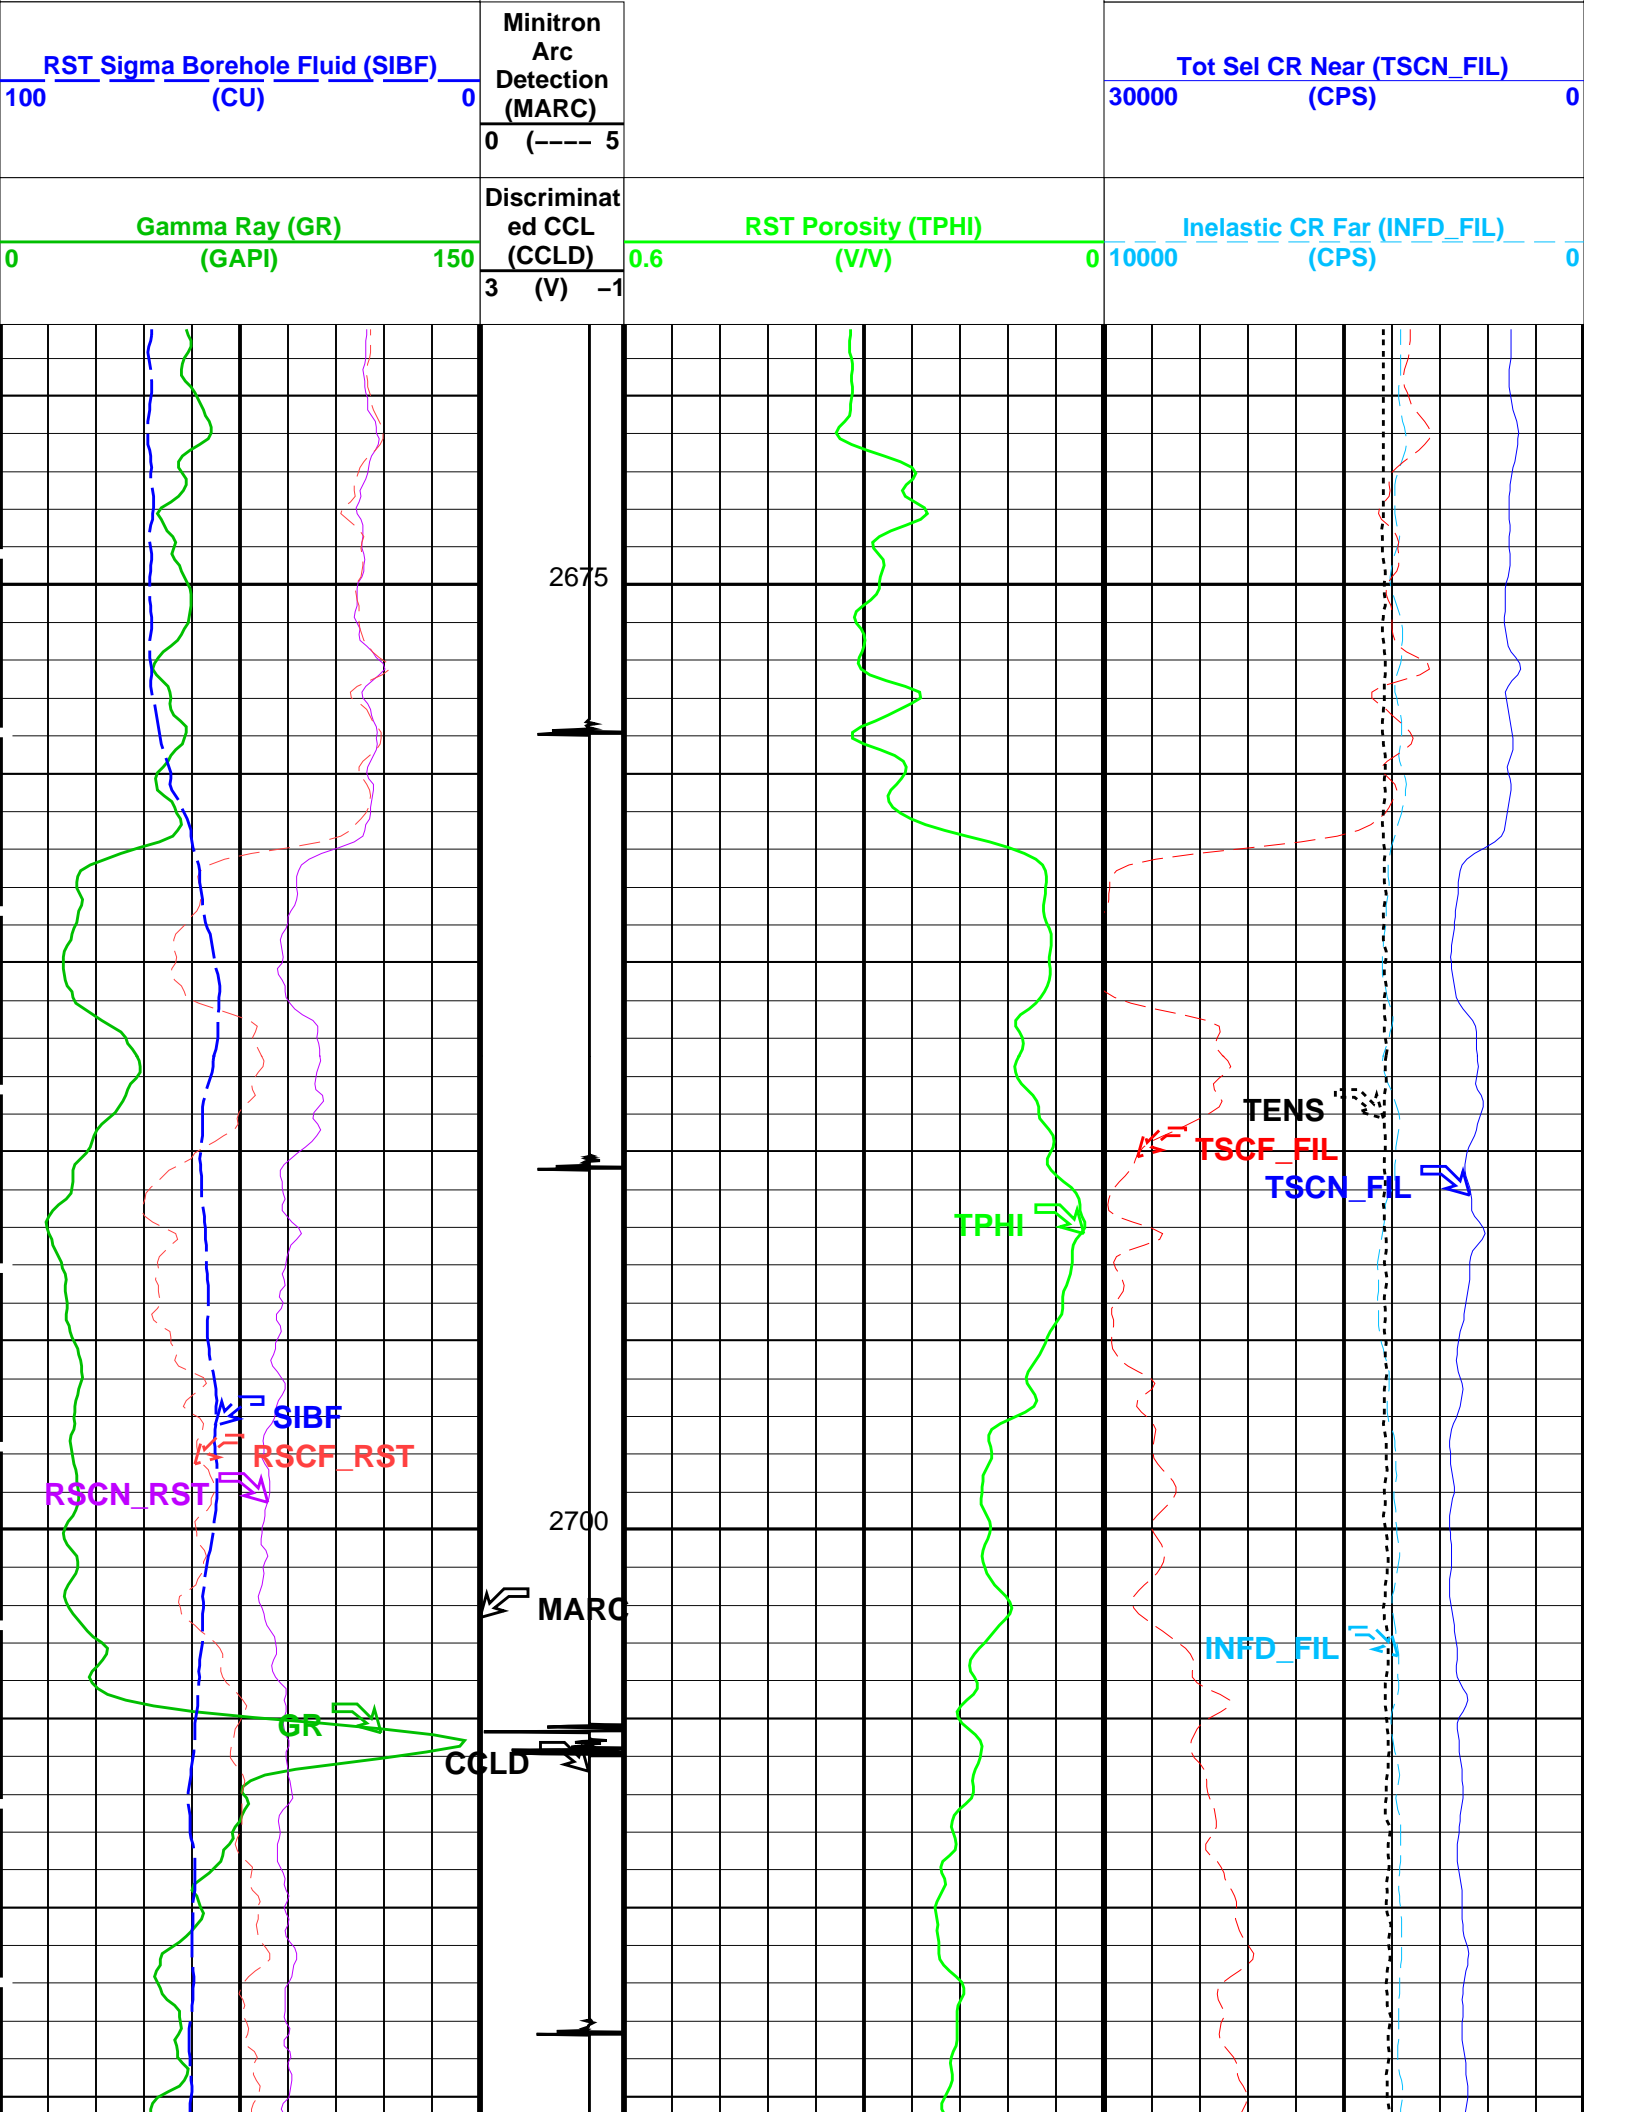 Minitron
Arc
Detection
(MARC)
0 (---- 5
RST Sigma Borehole Fluid (SIBF)
100 (CU) 0
Tot Sel CR Near (TSCN_FIL)
30000 (CPS) 0
Discriminat
ed CCL
(CCLD)
3 (V) −1
Gamma Ray (GR)
0 (GAPI) 150
RST Porosity (TPHI)
0.6 (V/V) 0
Inelastic CR Far (INFD_FIL)
10000 (CPS) 0
2675
TENS
TSCF_FIL
TSCN_FIL
TPHI
SIBF
RSCF_RST
RSCN_RST
2700
MARC
INFD_FIL
GR
CCLD